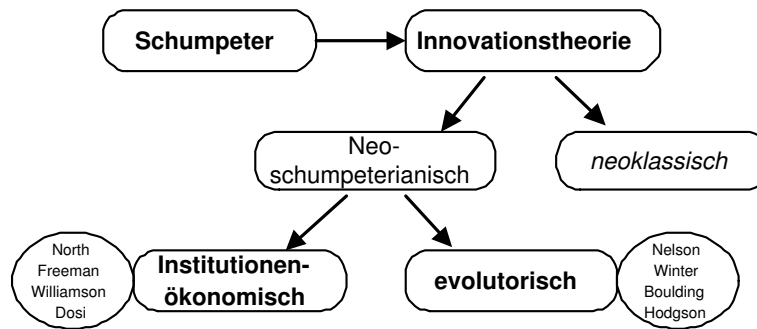 Schumpeter
Innovationstheorie
Neo-
schumpeterianisch
neoklassisch
North
Freeman
Williamson
Dosi
Institutionen-
ökonomisch
evolutorisch
Nelson
Winter
Boulding
Hodgson